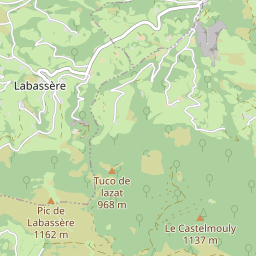 Labassère
Tuco de
lazat
968 m
Pic de
Labassère
1162 m
Le Castelmouly
1137 m